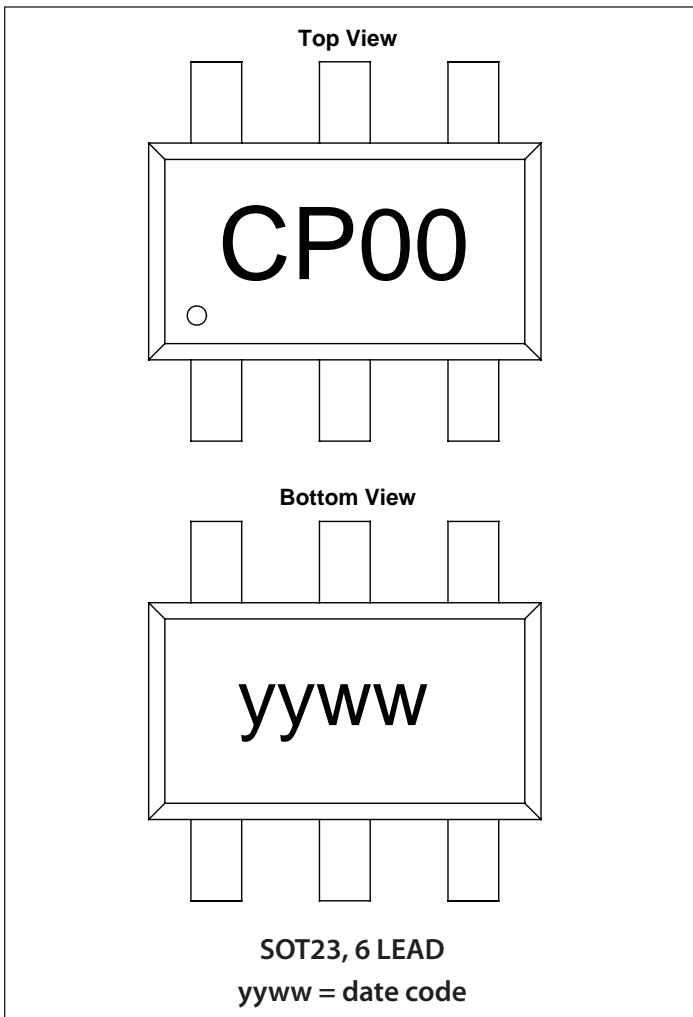 Top View
CP00
Bottom View
yyww
SOT23, 6 LEAD
yyww = date code